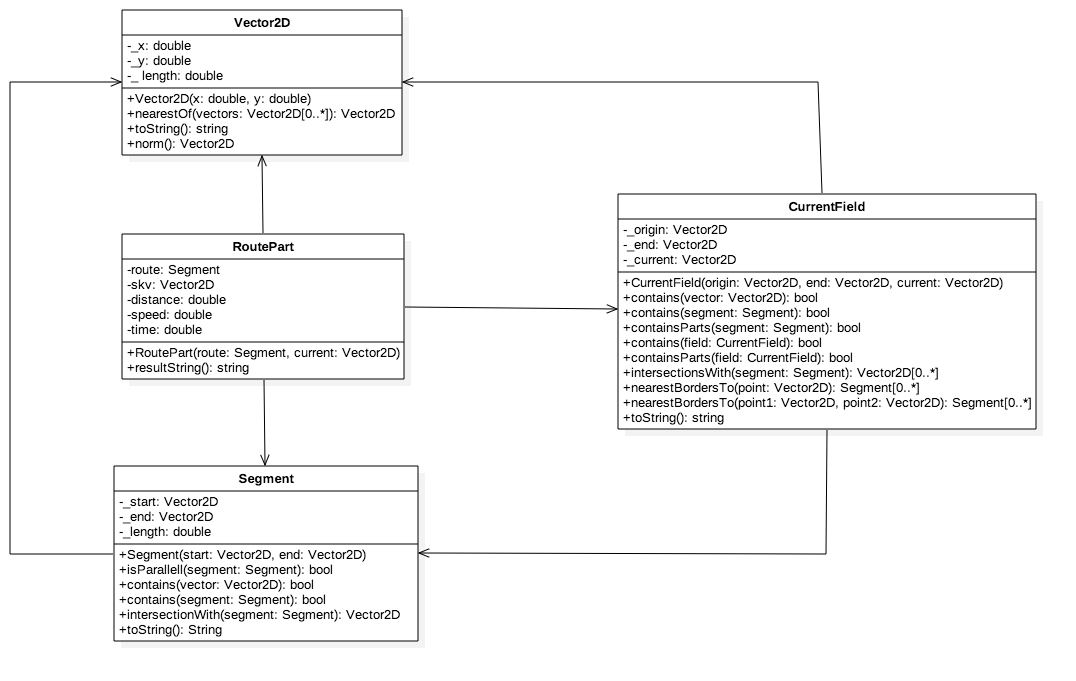 Vector2D
-_x: double
-_y: double
-_ length: double
+Vector2D(x: double, y: double)
+nearestOf(vectors: Vector2D[0..*]): Vector2D
+toString(): string
+norm(): Vector2D
CurrentField
-_origin: Vector2D
-_end: Vector2D
-_current: Vector2D
+CurrentField(origin: Vector2D, end: Vector2D, current: Vector2D)
+contains(vector: Vector2D): bool
+contains(segment: Segment): bool
+containsParts(segment: Segment): bool
+contains(field: CurrentField): bool
+containsParts(field: CurrentField): bool
+intersectionsWith(segment: Segment): Vector2D[0..*]
+nearestBordersTo(point: Vector2D): Segment[0..*]
+nearestBordersTo(point1: Vector2D, point2: Vector2D): Segment[0..*]
+toString(): string
RoutePart
-route: Segment
-skv: Vector2D
-distance: double
-speed: double
-time: double
+RoutePart(route: Segment, current: Vector2D)
+resultString(): string
Segment
-_start: Vector2D
-_end: Vector2D
-_length: double
+Segment(start: Vector2D, end: Vector2D)
+isParallell(segment: Segment): bool
+contains(vector: Vector2D): bool
+contains(segment: Segment): bool
+intersectionWith(segment: Segment): Vector2D
+toString(): String